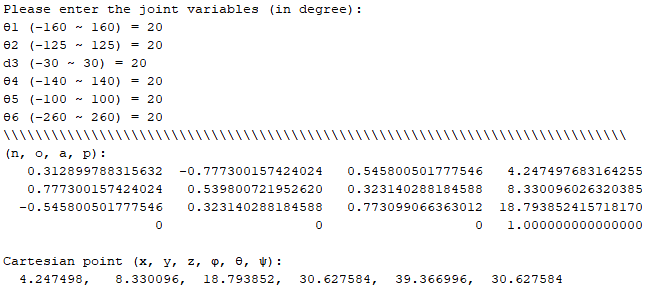 Please enter the joint variables (in degree):
θ1 (-160 ~ 160) = 20
θ2 (-125 ~ 125) = 20
d3 (-30 ~ 30) = 20
θ4 (-140 ~ 140) = 20
θ5 (-100 ~ 100) = 20
θ6 (-260 ~ 260) = 20
\\\\\\\\\\\\\\\\\\\\\\\\\\\\\\\\\\\\\\\\\\\\\\\\\\\\\\\\\\\\\\\\\\\\\\\\\\\\\\
(n, o, a, p):
0.312899788315632 -0.777300157424024 0.545800501777546 4.247497683164255
0.777300157424024 0.539800721952620 0.323140288184588 8.330096026320385
-0.545800501777546 0.323140288184588 0.773099066363012 18.793852415718170
0 0 0 1.000000000000000
Cartesian point (x, y, z, φ, θ, ψ):
4.247498, 8.330096, 18.793852, 30.627584, 39.366996, 30.627584